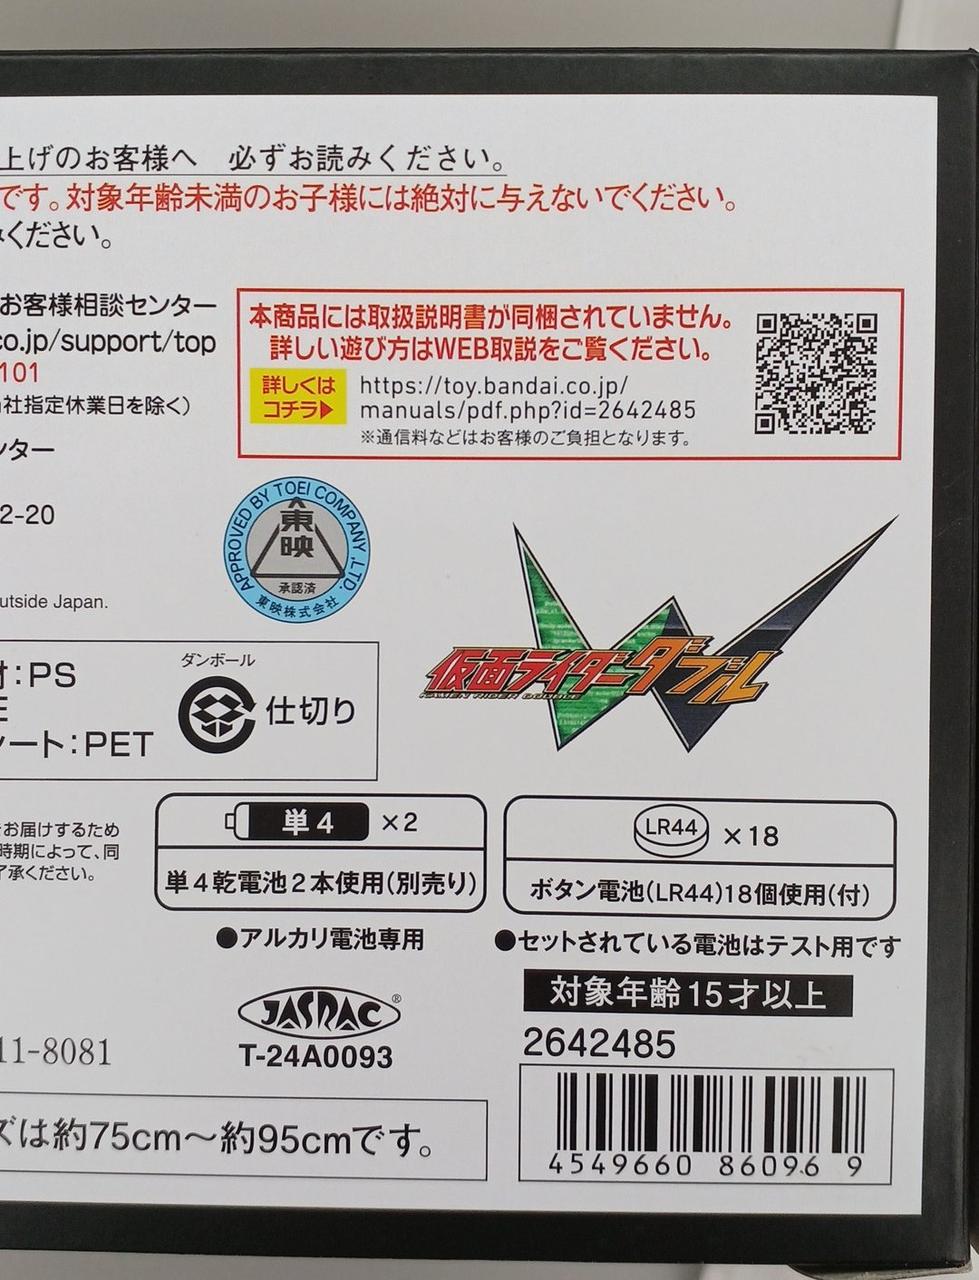 上げのお客様へ 必ずお読みください。
です。対象年齢未満のお子様には絶対に与えないでください。
ください。
お客様相談センター
co.jp/support/top
101
社指定休業日を除く)
ンター
2-20
utside Japan.
本商品には取扱説明書が同梱されていません。
詳しい遊び方はWEB取説をご覧ください。
詳しくは
コチラ▶
https://toy.bandai.co.jp/
manuals/pdf.php?id=2642485
※通信料などはお客様のご負担となります。
APPROVED BY TOEI COMPANY,LTD.
東映
承認済
東映株式会社
仮面ライダーダブル
KAMEN RIDER DOUBLE
:PS
E
ート:PET
ダンボール
仕切り
お届けするため
時期によって、同
了承ください。
単4 ×2
単4乾電池2本使用(別売り)
●アルカリ電池専用
LR44 ×18
ボタン電池(LR44)18個使用(付)
●セットされている電池はテスト用です
JASRAC®
T-24A0093
対象年齢15才以上
2642485
11-8081
ズは約75cm～約95cmです。
4549660 860969